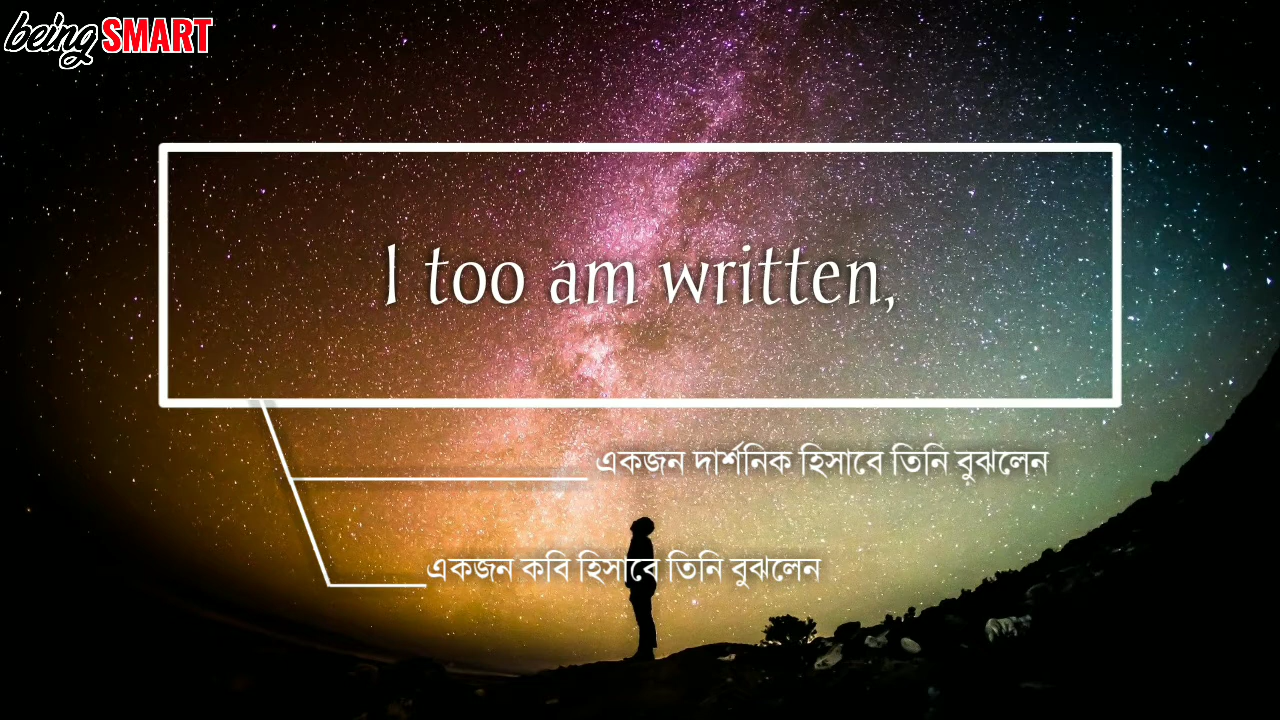 being SMART
I too am written,
একজন দার্শনিক হিসাবে তিনি বুঝলেন
একজন কবি হিসাবে তিনি বুঝলেন